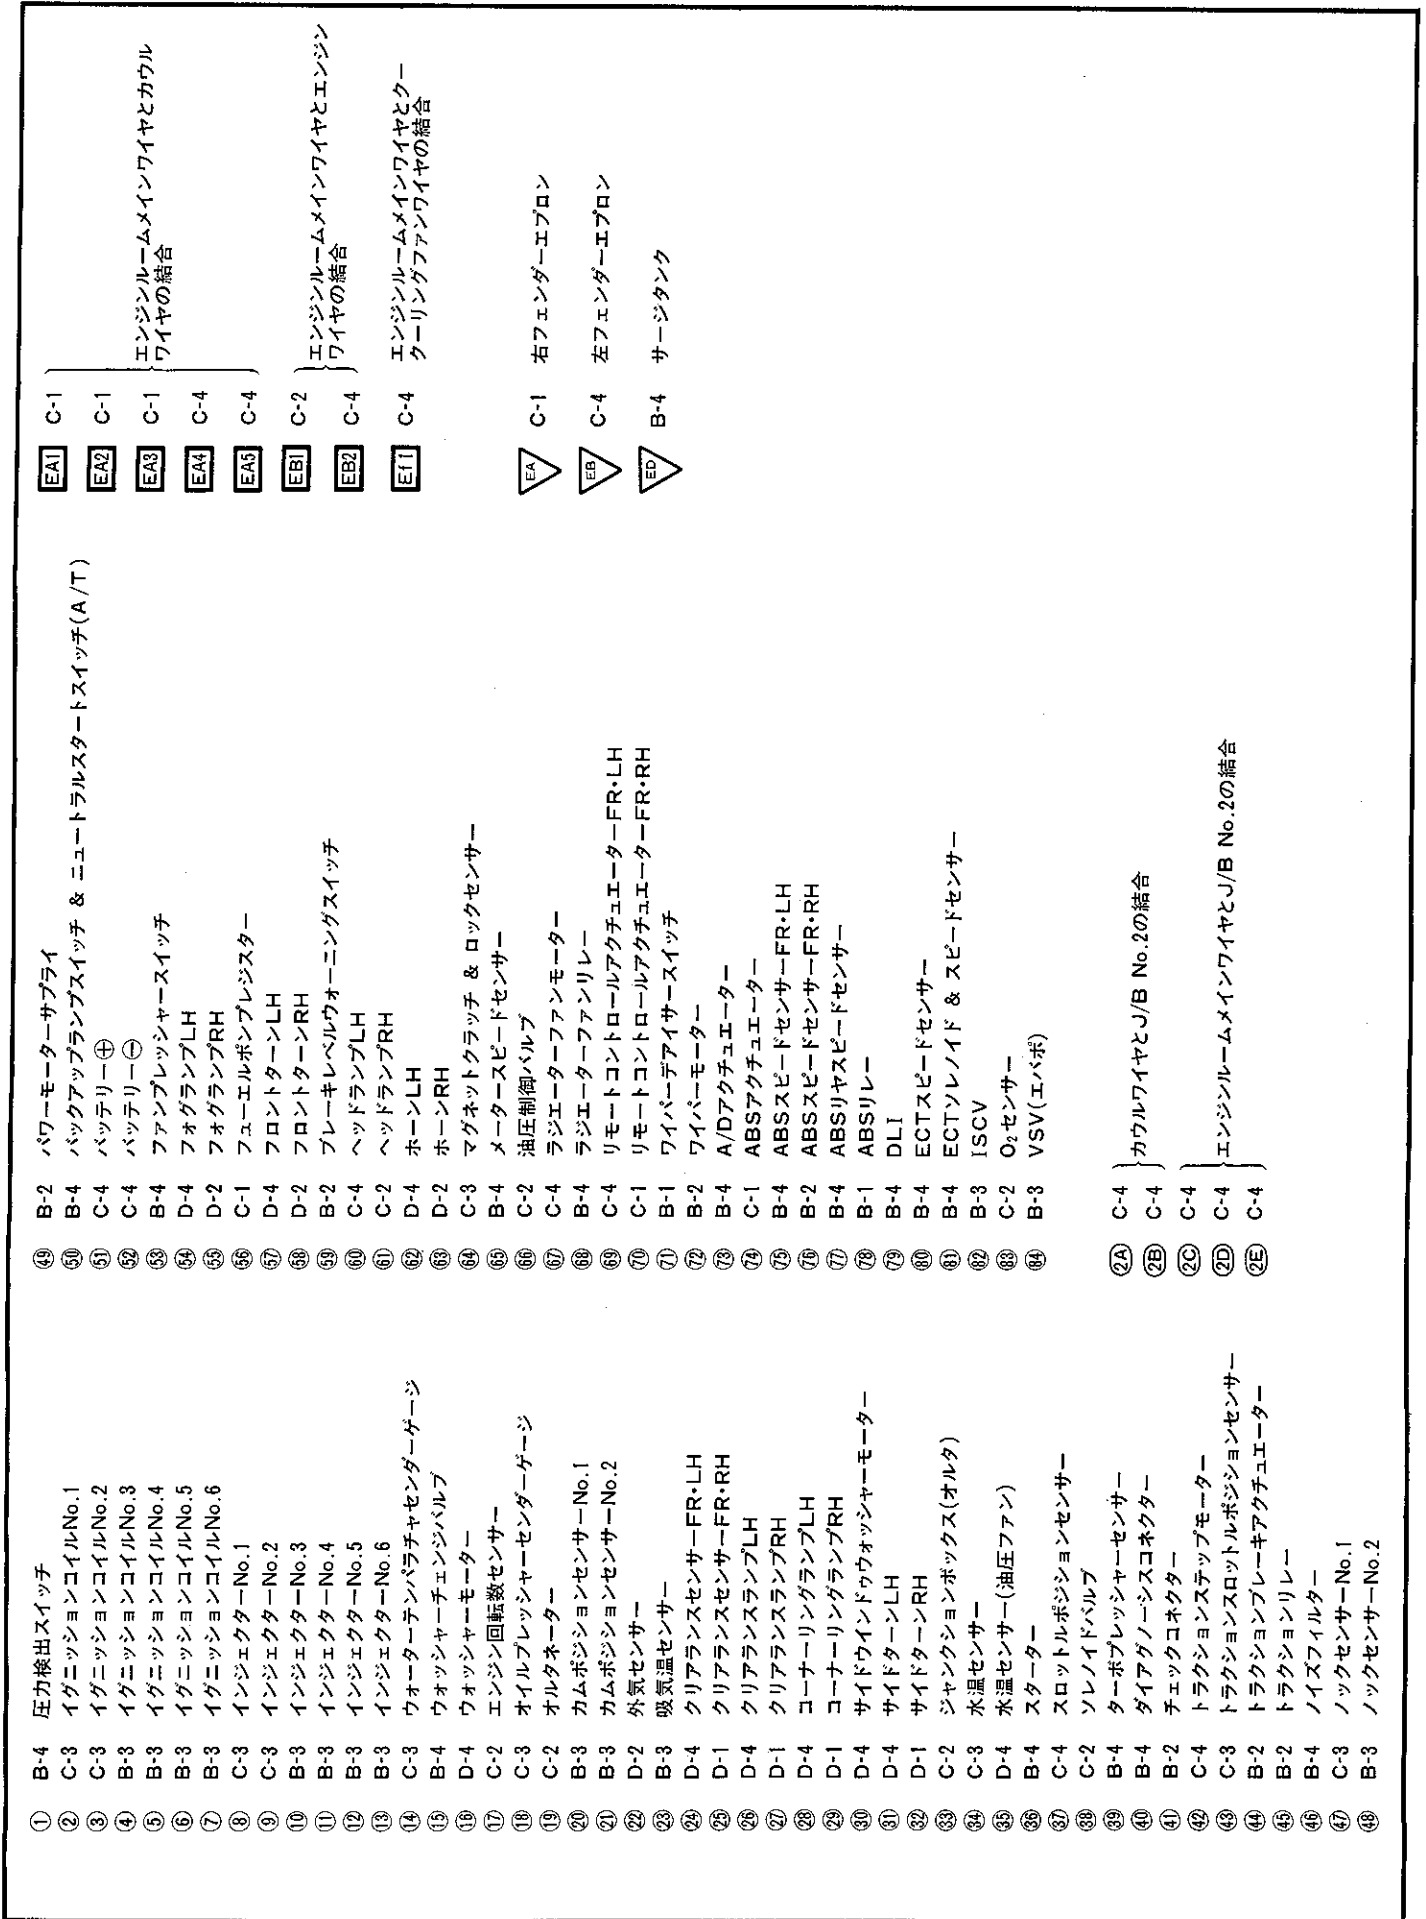 ① B-4 圧力検出スイッチ
② C-3 イグニッションコイルNo.1
③ C-3 イグニッションコイルNo.2
④ B-3 イグニッションコイルNo.3
⑤ B-3 イグニッションコイルNo.4
⑥ B-3 イグニッションコイルNo.5
⑦ B-3 イグニッションコイルNo.6
⑧ C-3 インジェクターNo.1
⑨ C-3 インジェクターNo.2
⑩ B-3 インジェクターNo.3
⑪ B-3 インジェクターNo.4
⑫ B-3 インジェクターNo.5
⑬ B-3 インジェクターNo.6
⑭ C-3 ウォーターテンパラチャセンダーゲージ
⑮ B-4 ウォッシャーチェンジバルブ
⑯ D-4 ウォッシャーモーター
⑰ C-2 エンジン回転数センサー
⑱ C-3 オイルプレッシャーセンダーゲージ
⑲ C-2 オルタネーター
⑳ B-3 カムポジションセンサーNo.1
㉑ B-3 カムポジションセンサーNo.2
㉒ D-2 外気センサー
㉓ B-3 吸気温センサー
㉔ D-4 クリアランスセンサーFR・LH
㉕ D-1 クリアランスセンサーFR・RH
㉖ D-4 クリアランスランプLH
㉗ D-1 クリアランスランプRH
㉘ D-4 コーナーリングランプLH
㉙ D-1 コーナーリングランプRH
㉚ D-4 サイドウインドゥウォッシャーモーター
㉛ D-4 サイドターンLH
㉜ D-1 サイドターンRH
㉝ C-2 ジャンクションボックス(オルタ)
㉞ C-3 水温センサー
㉟ D-4 水温センサー(油圧ファン)
㊱ B-4 スターター
㊲ C-4 スロットルポジションセンサー
㊳ C-2 ソレノイドバルブ
㊴ B-4 ターボプレッシャーセンサー
㊵ B-4 ダイアグノーシスコネクター
㊶ B-2 チェックコネクター
㊷ C-4 トラクションステップモーター
㊸ C-3 トラクションスロットルポジションセンサー
㊹ B-2 トラクションブレーキアクチュエーター
㊺ B-2 トラクションリレー
㊻ B-4 ノイズフィルター
㊼ C-3 ノックセンサーNo.1
㊽ B-3 ノックセンサーNo.2
㊾ B-2 パワーモーターサプライ
㊿ B-4 バックアップランプスイッチ & ニュートラルスタートスイッチ(A/T)
51 C-4 バッテリー⊕
52 C-4 バッテリー⊖
53 B-4 ファンプレッシャースイッチ
54 D-4 フォグランプLH
55 D-2 フォグランプRH
56 C-1 フューエルポンプレジスター
57 D-4 フロントターンLH
58 D-2 フロントターンRH
59 B-2 ブレーキレベルウォーニングスイッチ
60 C-4 ヘッドランプLH
61 C-2 ヘッドランプRH
62 D-4 ホーンLH
63 D-2 ホーンRH
64 C-3 マグネットクラッチ & ロックセンサー
65 B-4 メータースピードセンサー
66 C-2 油圧制御バルブ
67 C-4 ラジエーターファンモーター
68 B-4 ラジエーターファンリレー
69 C-4 リモートコントロールアクチュエーターFR・LH
70 C-1 リモートコントロールアクチュエーターFR・RH
71 B-1 ワイパーデアイサースイッチ
72 B-2 ワイパーモーター
73 B-4 A/Dアクチュエーター
74 C-1 ABSアクチュエーター
75 B-4 ABSスピードセンサーFR・LH
76 B-2 ABSスピードセンサーFR・RH
77 B-4 ABSリヤスピードセンサー
78 B-1 ABSリレー
79 B-4 DLI
80 B-4 ECTスピードセンサー
81 B-4 ECTソレノイド & スピードセンサー
82 B-3 ISCV
83 C-2 O₂センサー
84 B-3 VSV(エバポ)
2A C-4
カウルワイヤとJ/B No.2の結合
2B C-4
2C C-4
2D C-4 エンジンルームメインワイヤとJ/B No.2の結合
2E C-4
EA1 C-1
EA2 C-1
EA3 C-1 エンジンルームメインワイヤとカウル
ワイヤの結合
EA4 C-4
EA5 C-4
EB1 C-2
エンジンルームメインワイヤとエンジン
ワイヤの結合
EB2 C-4
Ef1 C-4 エンジンルームメインワイヤとクー
クーリングファンワイヤの結合
EA C-1 右フェンダーエプロン
EB C-4 左フェンダーエプロン
ED B-4 サージタンク